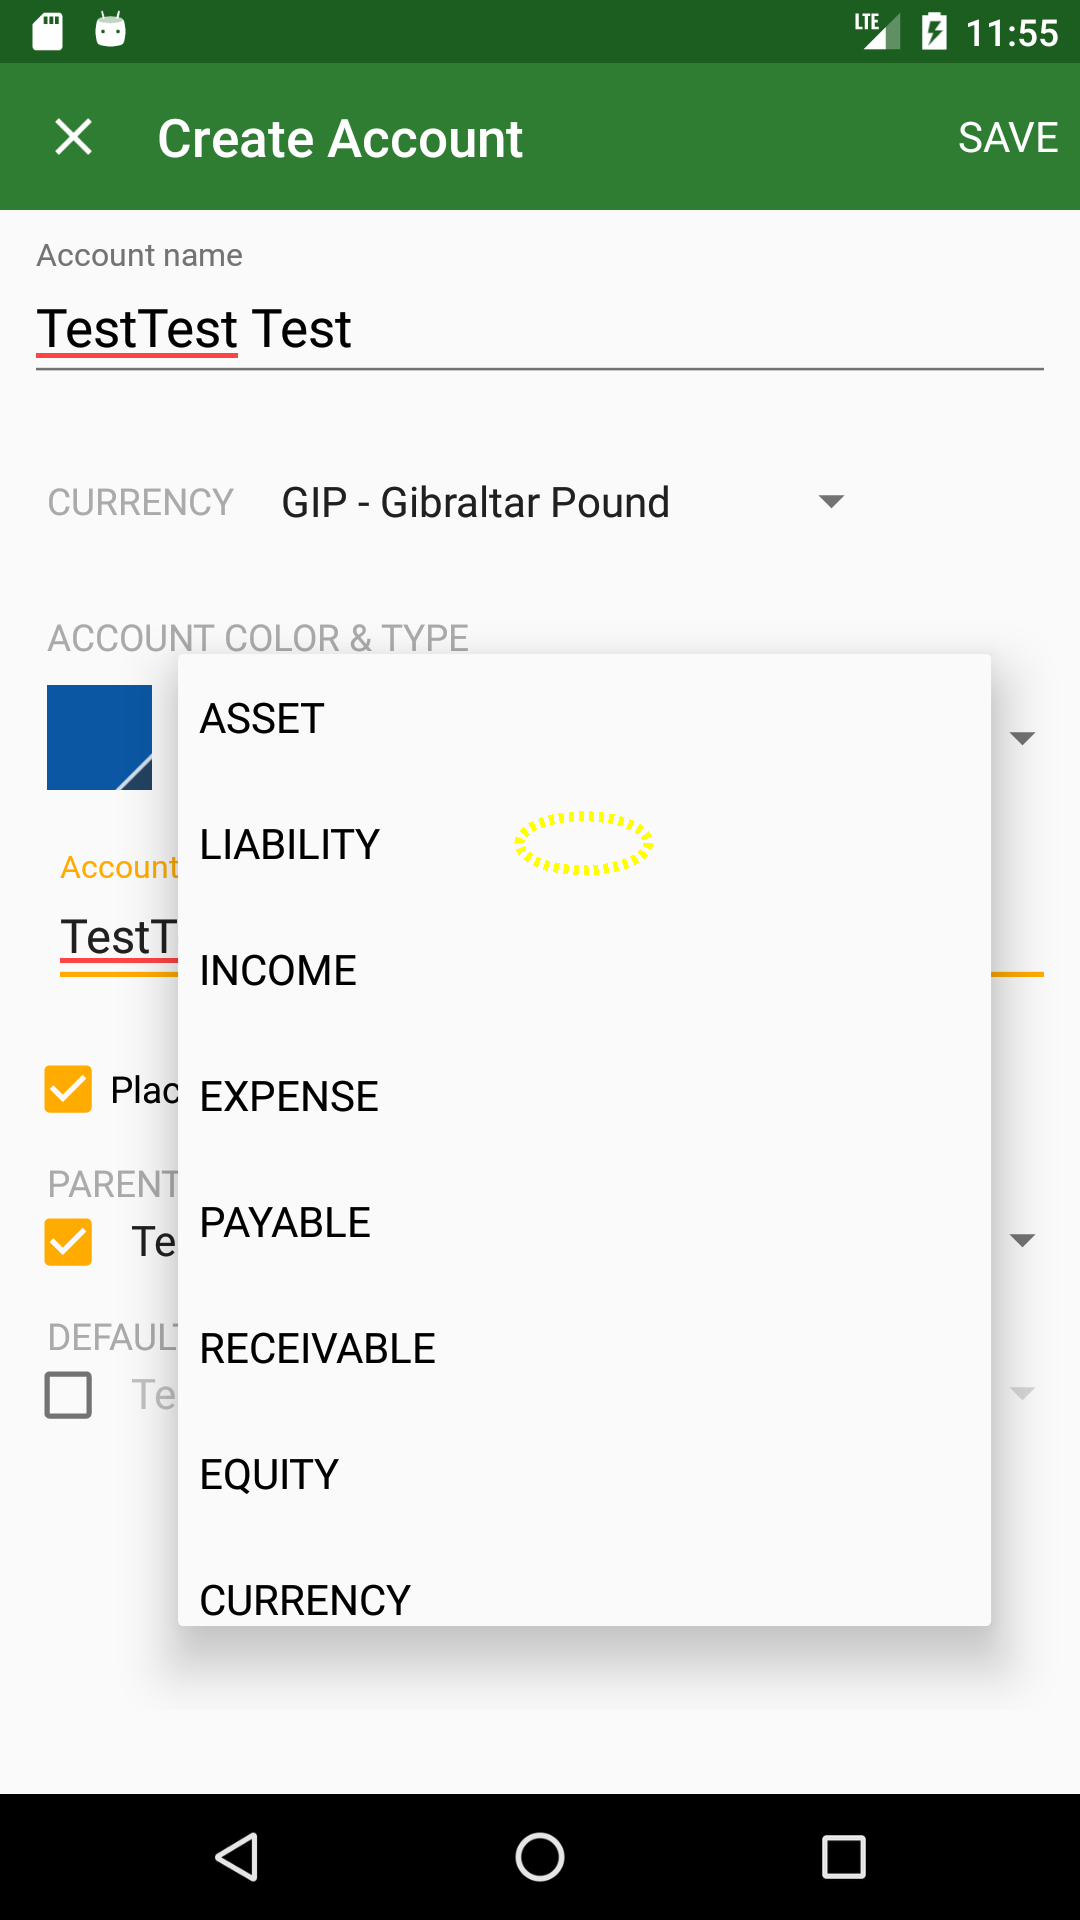 LTE 11:55
Create Account SAVE
Account name
TestTest Test
CURRENCY GIP - Gibraltar Pound
ACCOUNT COLOR & TYPE
ASSET
LIABILITY
Account
TestT
INCOME
Plac
EXPENSE
PARENT
PAYABLE
Te
DEFAUL
RECEIVABLE
Te
EQUITY
CURRENCY